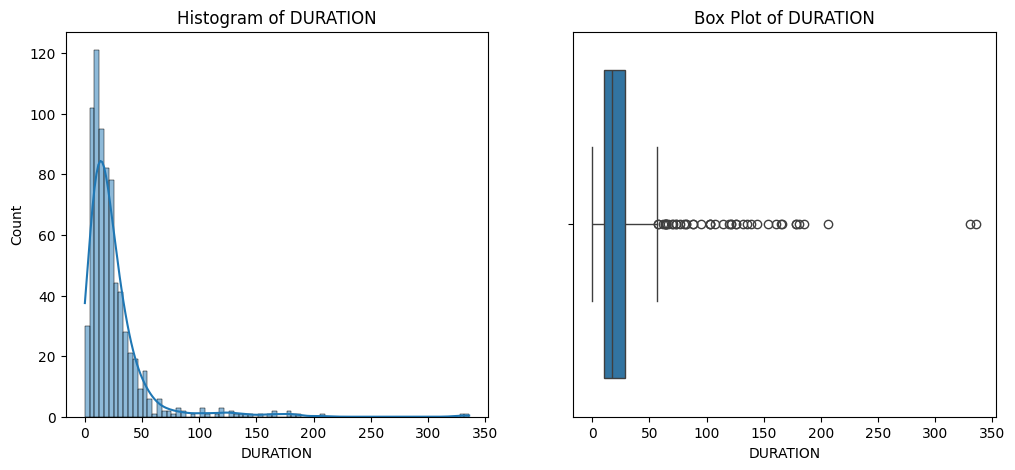 Histogram of DURATION
120
100
80
60
40
20
0
Count
0 50 100 150 200 250 300 350
DURATION
Box Plot of DURATION
0 50 100 150 200 250 300 350
DURATION